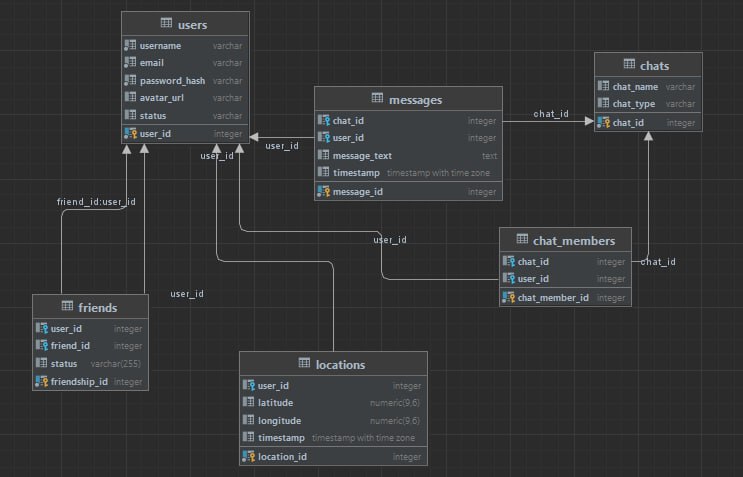 users
username varchar
email varchar
password_hash varchar
avatar_url varchar
status varchar
user_id integer
messages
chat_id integer
user_id integer
message_text text
timestamp timestamp with time zone
message_id integer
chats
chat_name varchar
chat_type varchar
chat_id integer
chat_id
user_id
user_id
friend_id:user_id
user_id
chat_members
chat_id integer
user_id integer
chat_member_id integer
chat_id
user_id
friends
user_id integer
friend_id integer
status varchar(255)
friendship_id integer
locations
user_id integer
latitude numeric(9,6)
longitude numeric(9,6)
timestamp timestamp with time zone
location_id integer